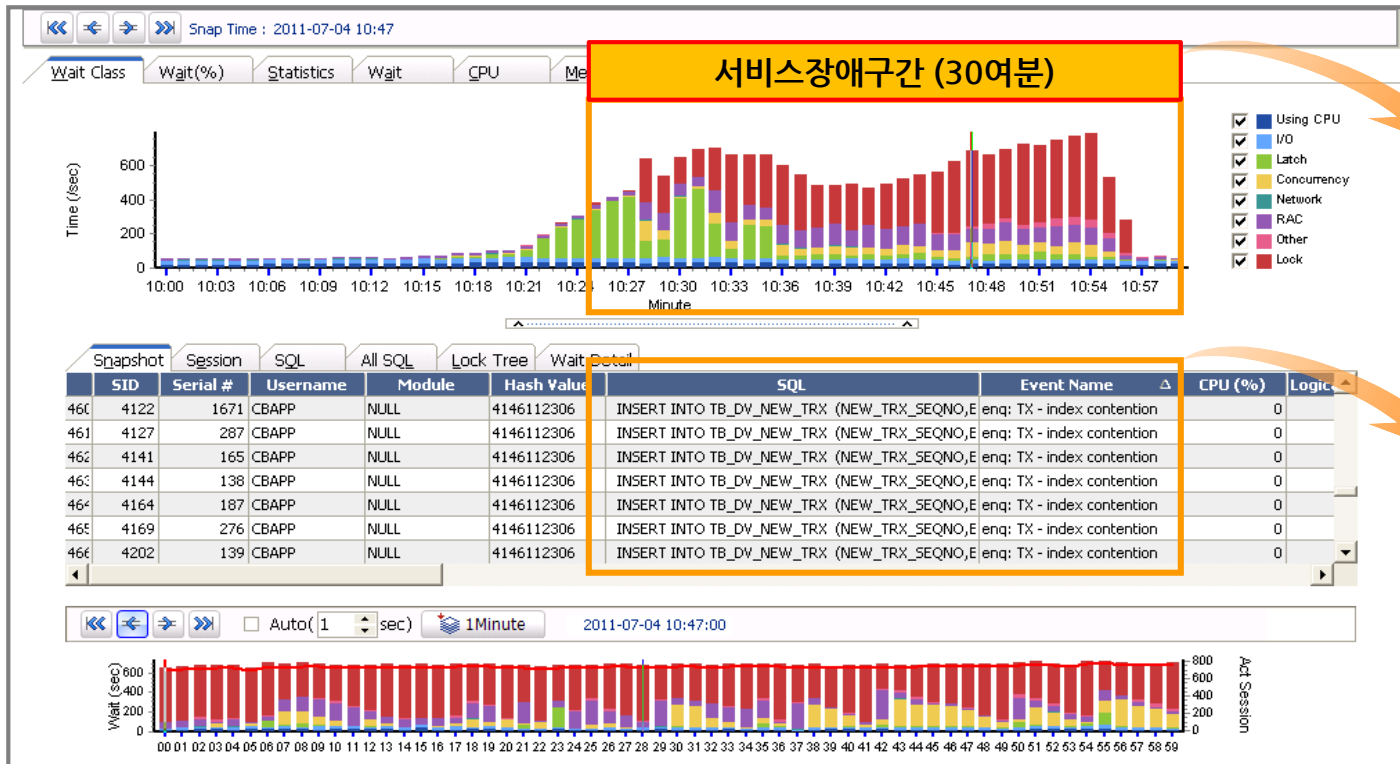 Snap Time : 2011-07-04 10:47
Wait Class Wait(%) Statistics Wait CPU Me
서비스장애구간 (30여분)
Time (/sec)
600
400
200
0
10:00 10:03 10:06 10:09 10:12 10:15 10:18 10:21 10:24 10:27 10:30 10:33 10:36 10:39 10:42 10:45 10:48 10:51 10:54 10:57
Minute
Using CPU
I/O
Latch
Concurrency
Network
RAC
Other
Lock
Snapshot Session SQL All SQL Lock Tree Wait Detail
SID Serial # Username Module Hash Value SQL Event Name CPU (%) Logic
460 4122 1671 CBAPP NULL 4146112306 INSERT INTO TB_DV_NEW_TRX (NEW_TRX_SEQNO,E enq: TX - index contention 0
461 4127 287 CBAPP NULL 4146112306 INSERT INTO TB_DV_NEW_TRX (NEW_TRX_SEQNO,E enq: TX - index contention 0
462 4141 165 CBAPP NULL 4146112306 INSERT INTO TB_DV_NEW_TRX (NEW_TRX_SEQNO,E enq: TX - index contention 0
463 4144 138 CBAPP NULL 4146112306 INSERT INTO TB_DV_NEW_TRX (NEW_TRX_SEQNO,E enq: TX - index contention 0
464 4164 187 CBAPP NULL 4146112306 INSERT INTO TB_DV_NEW_TRX (NEW_TRX_SEQNO,E enq: TX - index contention 0
465 4169 276 CBAPP NULL 4146112306 INSERT INTO TB_DV_NEW_TRX (NEW_TRX_SEQNO,E enq: TX - index contention 0
466 4202 139 CBAPP NULL 4146112306 INSERT INTO TB_DV_NEW_TRX (NEW_TRX_SEQNO,E enq: TX - index contention 0
Auto( 1 sec) 1Minute 2011-07-04 10:47:00
Wait (sec)
600
400
200
0
800
600
400
200
0
Act Session
00 01 02 03 04 05 06 07 08 09 10 11 12 13 14 15 16 17 18 19 20 21 22 23 24 25 26 27 28 29 30 31 32 33 34 35 36 37 38 39 40 41 42 43 44 45 46 47 48 49 50 51 52 53 54 55 56 57 58 59